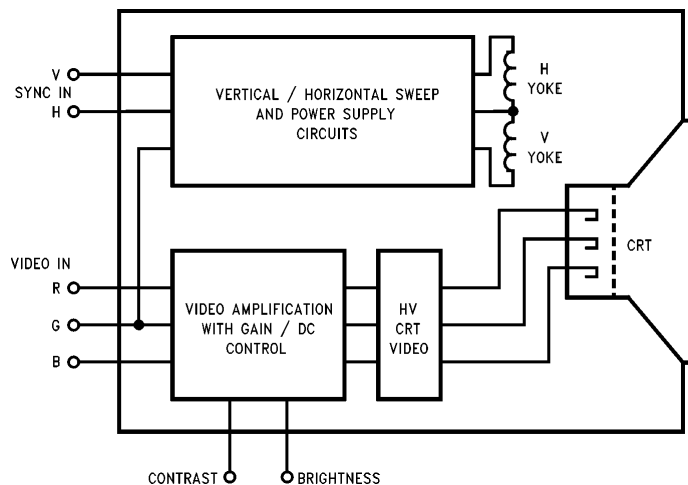 V
SYNC IN
H
VERTICAL / HORIZONTAL SWEEP
AND POWER SUPPLY
CIRCUITS
H
YOKE
V
YOKE
CRT
VIDEO IN
R
G
B
VIDEO AMPLIFICATION
WITH GAIN / DC
CONTROL
HV
CRT
VIDEO
CONTRAST
BRIGHTNESS